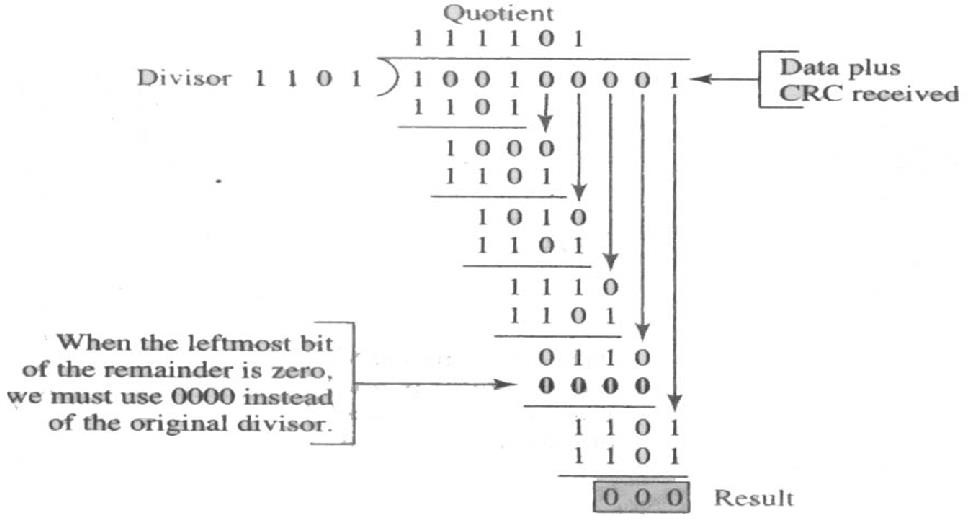 Quotient
1 1 1 1 0 1
Divisor 1 1 0 1 ) 1 0 0 1 0 0 0 0 1
Data plus
CRC received
1 1 0 1
1 0 0 0
1 1 0 1
1 0 1 0
1 1 0 1
1 1 1 0
1 1 0 1
When the leftmost bit
of the remainder is zero,
we must use 0000 instead
of the original divisor.
0 1 1 0
0 0 0 0
1 1 0 1
1 1 0 1
0 0 0 Result